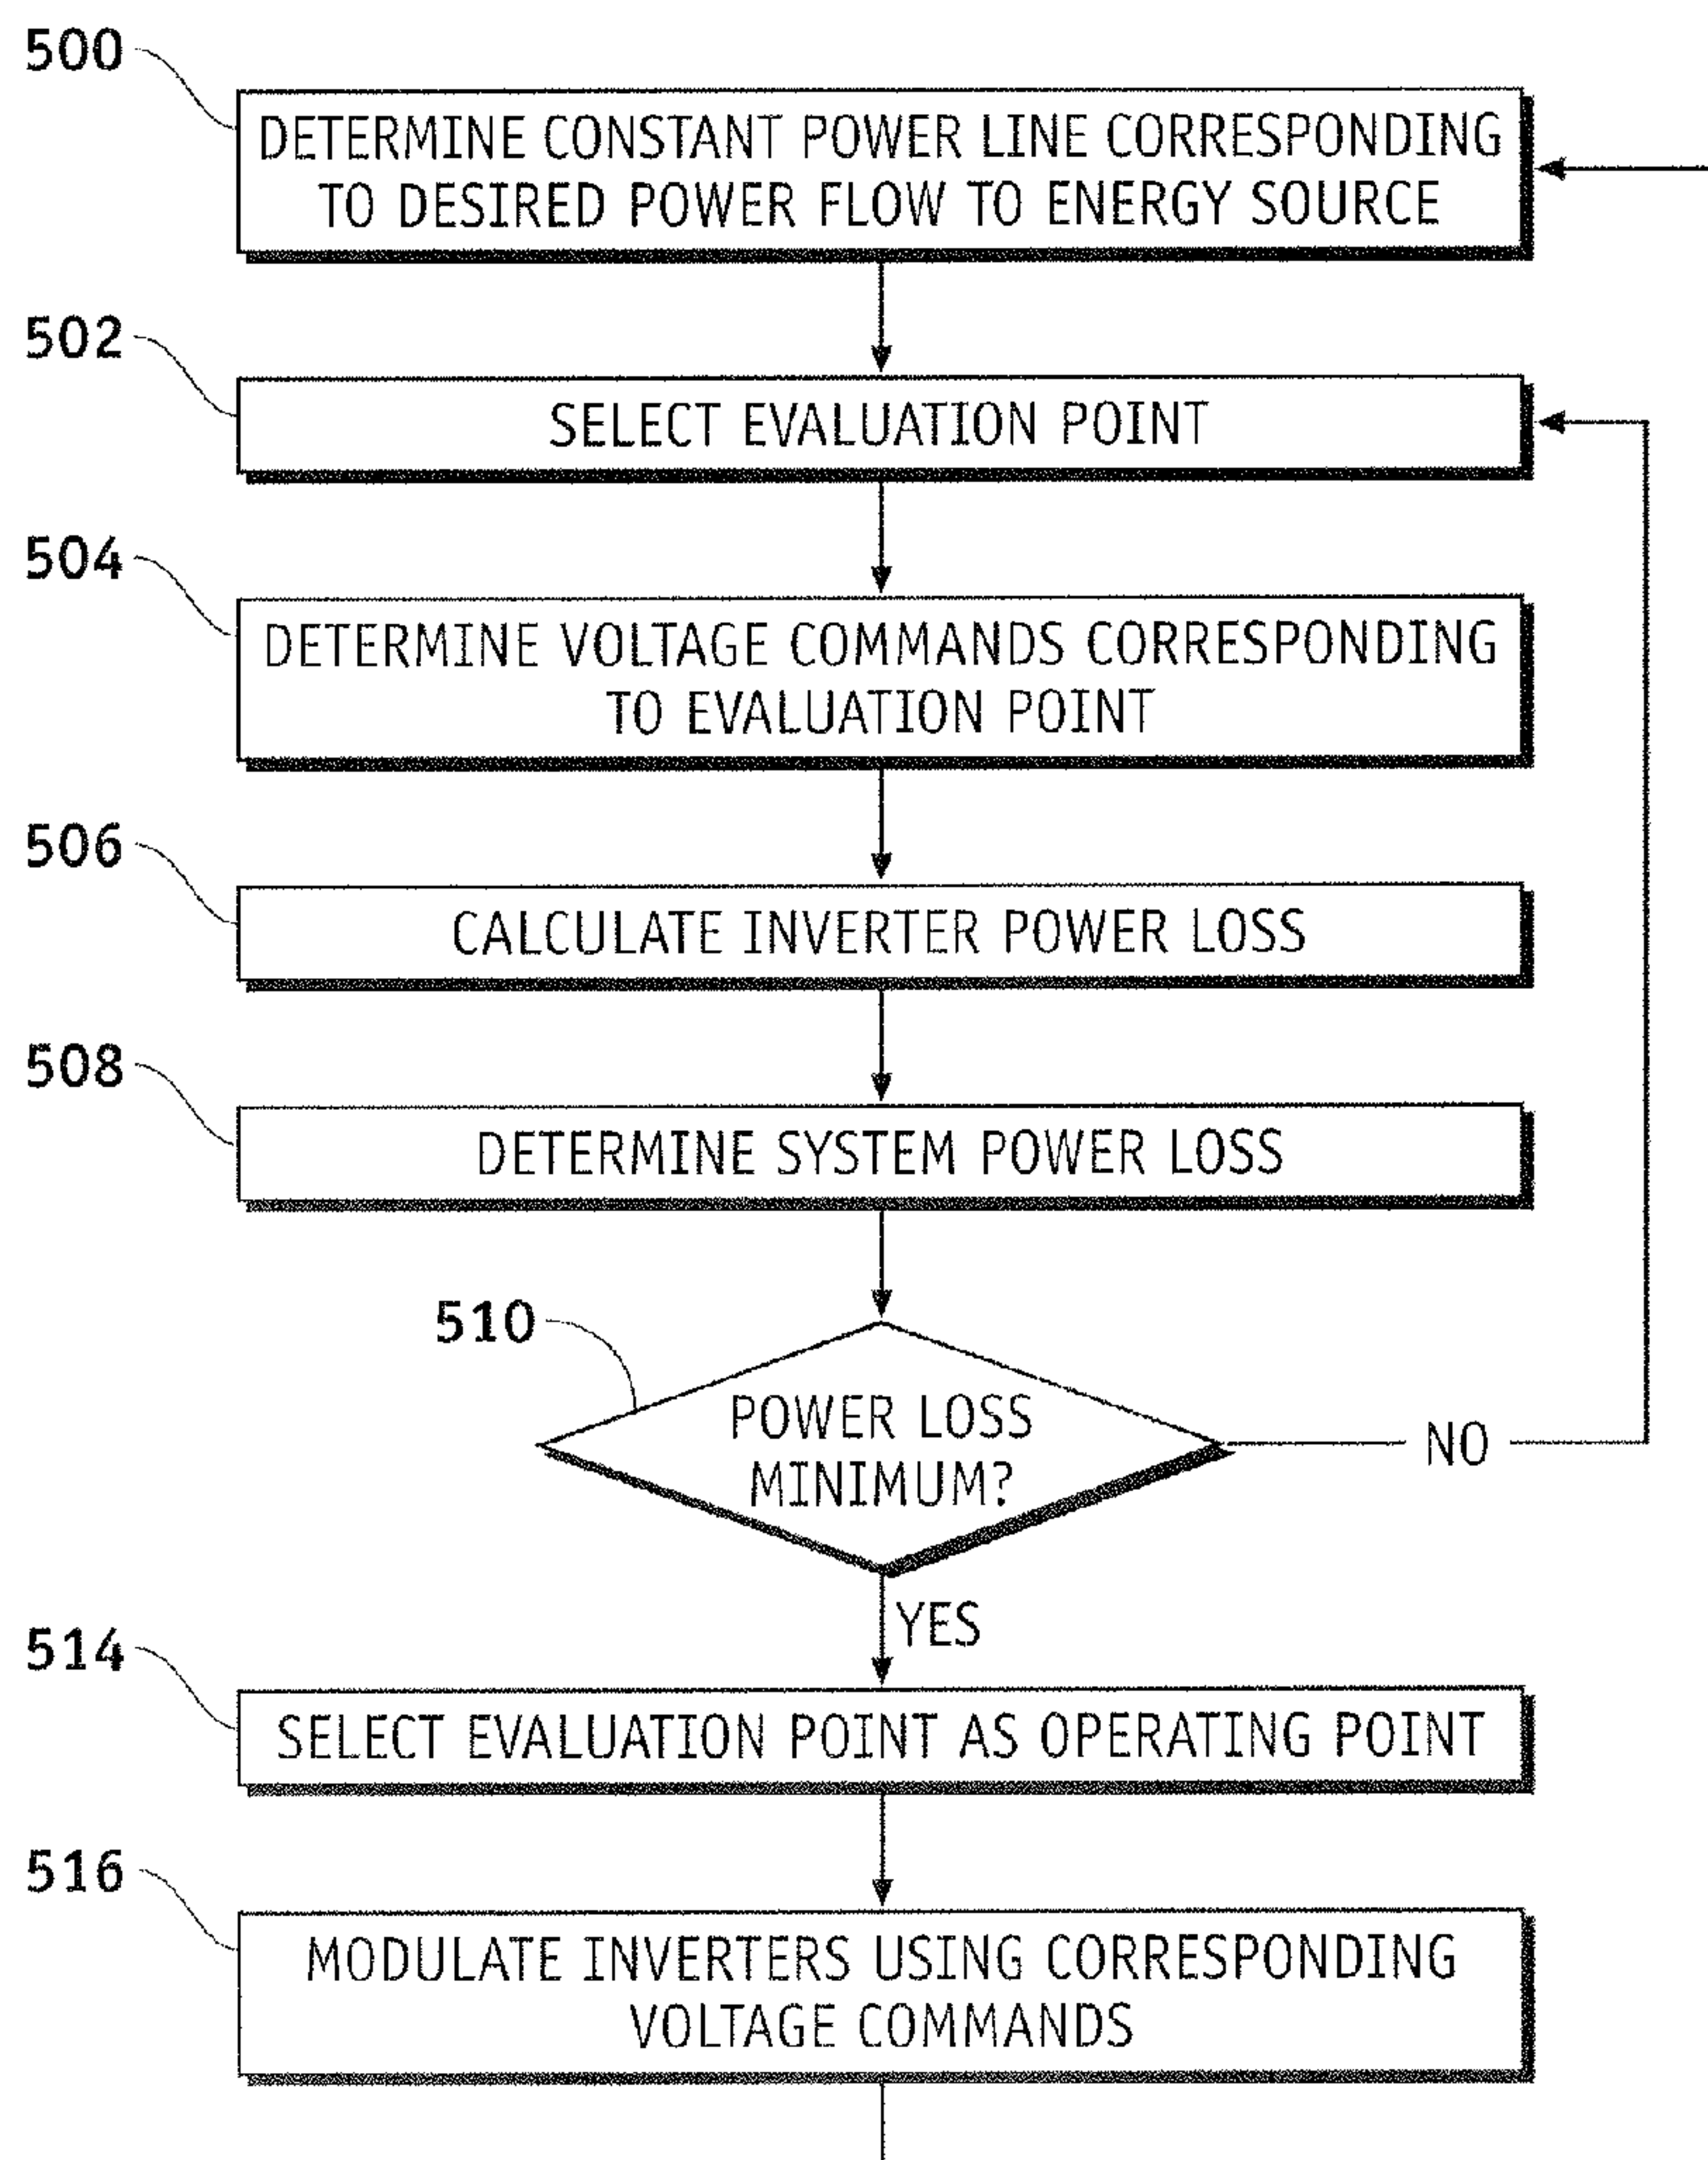 500
DETERMINE CONSTANT POWER LINE CORRESPONDING
TO DESIRED POWER FLOW TO ENERGY SOURCE
502
SELECT EVALUATION POINT
504
DETERMINE VOLTAGE COMMANDS CORRESPONDING
TO EVALUATION POINT
506
CALCULATE INVERTER POWER LOSS
508
DETERMINE SYSTEM POWER LOSS
510
POWER LOSS
MINIMUM?
NO
YES
514
SELECT EVALUATION POINT AS OPERATING POINT
516
MODULATE INVERTERS USING CORRESPONDING
VOLTAGE COMMANDS